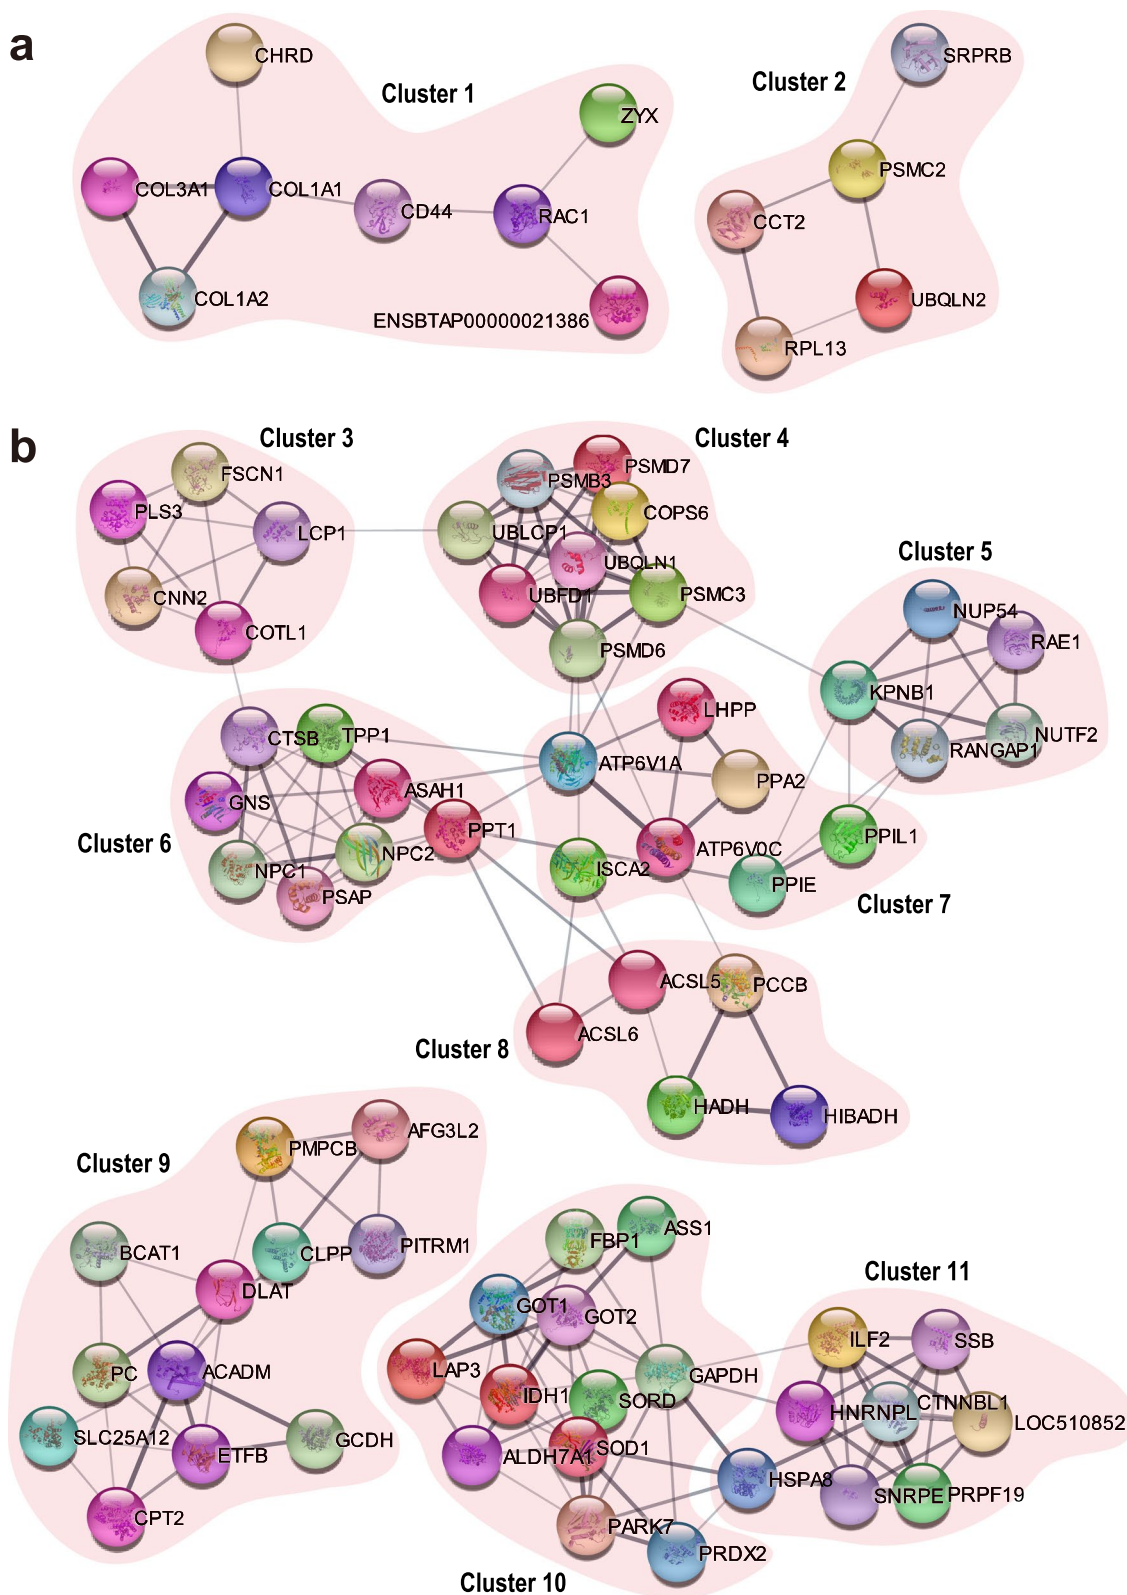 a
CHRD
SRPRB
Cluster 1
Cluster 2
ZYX
PSMC2
COL3A1
COL1A1
CD44
RAC1
CCT2
COL1A2
UBQLN2
ENSBTAP00000021386
RPL13
b
Cluster 3
Cluster 4
FSCN1
PSMD7
PSMB3
PLS3
COPS6
LCP1
UBLCP1
UBQLN1
Cluster 5
CNN2
UBFD1
PSMC3
NUP54
COTL1
PSMD6
RAE1
KPNB1
LHPP
CTSB
TPP1
NUTF2
RANGAP1
ATP6V1A
PPA2
ASAH1
GNS
PPT1
PPIL1
Cluster 6
NPC2
ATP6V0C
NPC1
ISCA2
PPIE
PSAP
Cluster 7
ACSL5
PCCB
ACSL6
Cluster 8
HADH
HIBADH
AFG3L2
PMPCB
Cluster 9
ASS1
FBP1
PITRM1
BCAT1
CLPP
Cluster 11
DLAT
GOT1
GOT2
ILF2
SSB
PC
ACADM
LAP3
GAPDH
IDH1
SORD
CTNNBL1
HNRNPL
LOC510852
SLC25A12
GCDH
ETFB
ALDH7A1
SOD1
HSPA8
SNRPE
PRPF19
CPT2
PARK7
PRDX2
Cluster 10